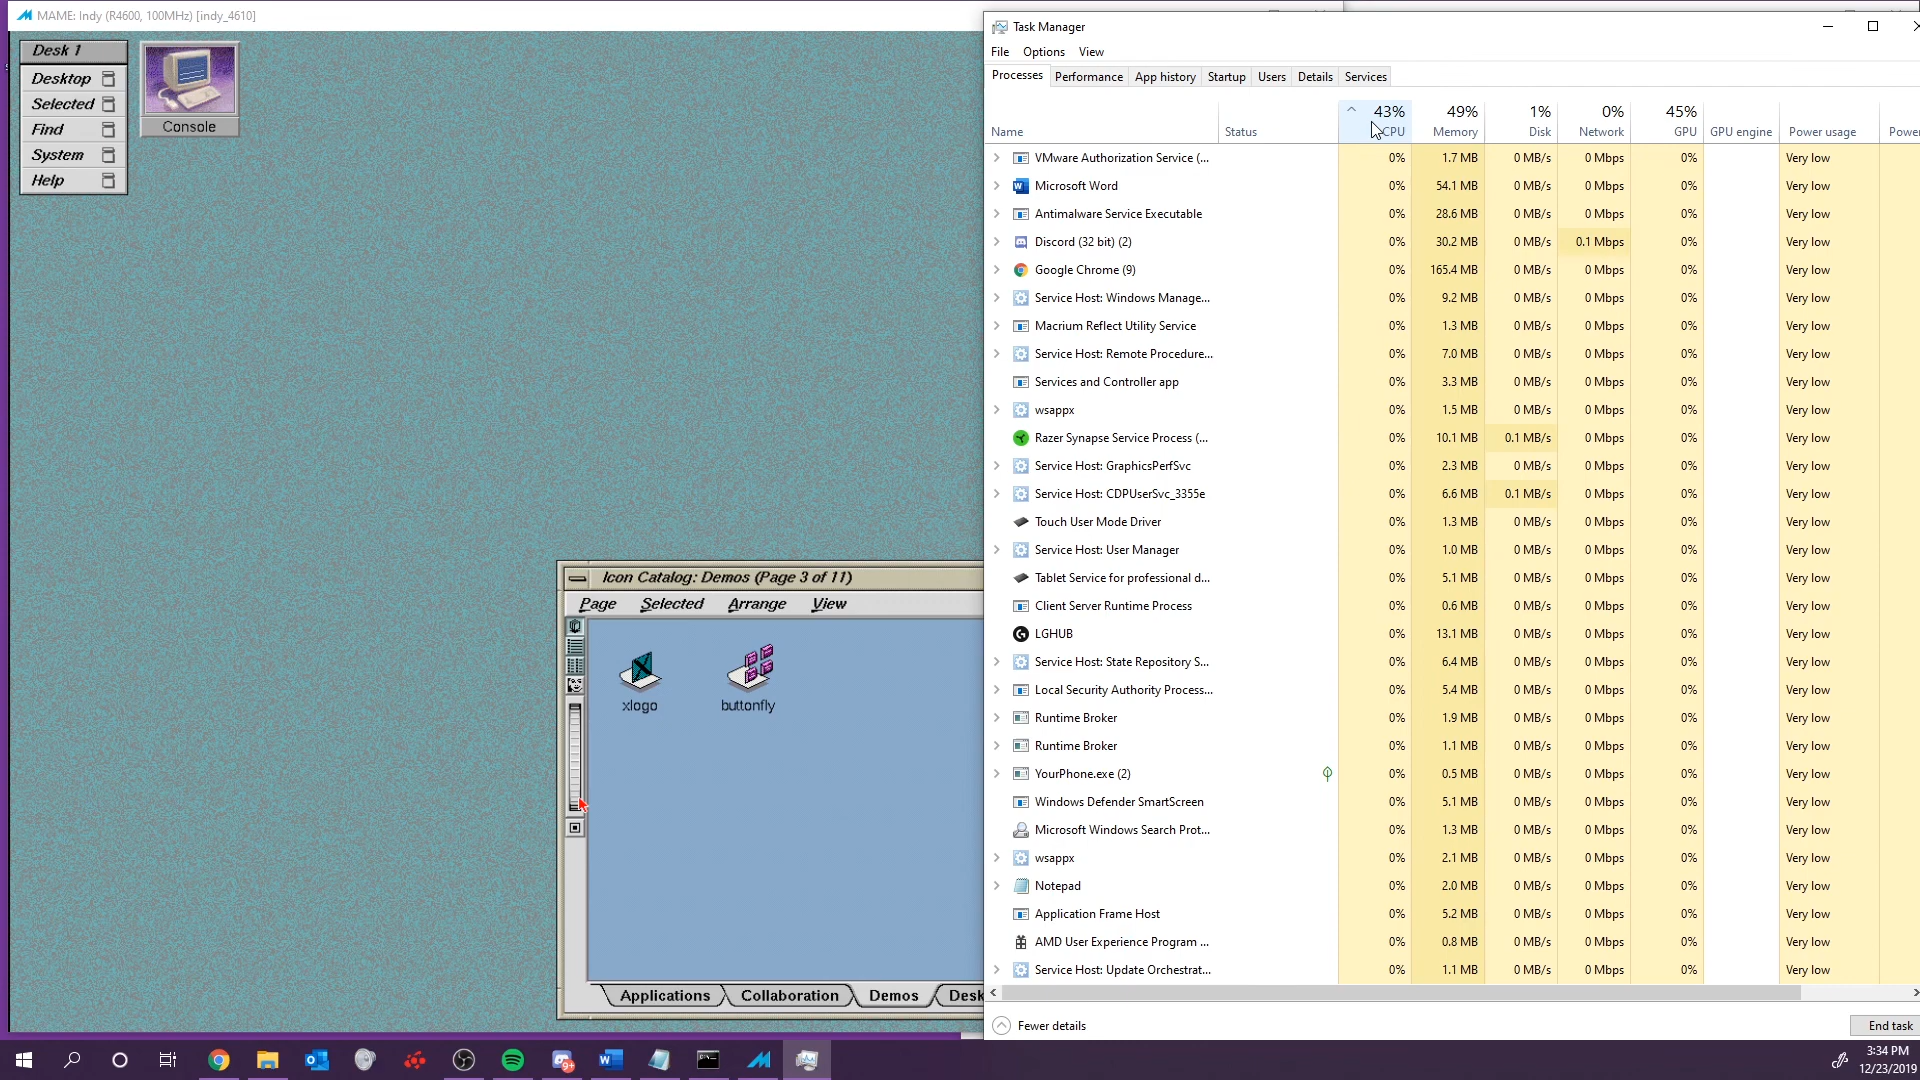 MAME: Indy (R4600, 100MHz) [indy_4610]
Desk 1
Desktop
Selected
Find
System
Help
Console
Icon Catalog: Demos (Page 3 of 11)
Page Selected Arrange View
xlogo
buttonfly
Applications Collaboration Demos Desk
Task Manager
File Options View
Processes Performance App history Startup Users Details Services
43% 49% 1% 0% 45%
Name Status CPU Memory Disk Network GPU GPU engine Power usage Power
VMware Authorization Service (... 0% 1.7 MB 0 MB/s 0 Mbps 0% Very low
Microsoft Word 0% 54.1 MB 0 MB/s 0 Mbps 0% Very low
Antimalware Service Executable 0% 28.6 MB 0 MB/s 0 Mbps 0% Very low
Discord (32 bit) (2) 0% 30.2 MB 0 MB/s 0.1 Mbps 0% Very low
Google Chrome (9) 0% 165.4 MB 0 MB/s 0 Mbps 0% Very low
Service Host: Windows Manage... 0% 9.2 MB 0 MB/s 0 Mbps 0% Very low
Macrium Reflect Utility Service 0% 1.3 MB 0 MB/s 0 Mbps 0% Very low
Service Host: Remote Procedure... 0% 7.0 MB 0 MB/s 0 Mbps 0% Very low
Services and Controller app 0% 3.3 MB 0 MB/s 0 Mbps 0% Very low
wsappx 0% 1.5 MB 0 MB/s 0 Mbps 0% Very low
Razer Synapse Service Process (... 0% 10.1 MB 0.1 MB/s 0 Mbps 0% Very low
Service Host: GraphicsPerfSvc 0% 2.3 MB 0 MB/s 0 Mbps 0% Very low
Service Host: CDPUserSvc_3355e 0% 6.6 MB 0.1 MB/s 0 Mbps 0% Very low
Touch User Mode Driver 0% 1.3 MB 0 MB/s 0 Mbps 0% Very low
Service Host: User Manager 0% 1.0 MB 0 MB/s 0 Mbps 0% Very low
Tablet Service for professional d... 0% 5.1 MB 0 MB/s 0 Mbps 0% Very low
Client Server Runtime Process 0% 0.6 MB 0 MB/s 0 Mbps 0% Very low
LGHUB 0% 13.1 MB 0 MB/s 0 Mbps 0% Very low
Service Host: State Repository S... 0% 6.4 MB 0 MB/s 0 Mbps 0% Very low
Local Security Authority Process... 0% 5.4 MB 0 MB/s 0 Mbps 0% Very low
Runtime Broker 0% 1.9 MB 0 MB/s 0 Mbps 0% Very low
Runtime Broker 0% 1.1 MB 0 MB/s 0 Mbps 0% Very low
YourPhone.exe (2) 0% 0.5 MB 0 MB/s 0 Mbps 0% Very low
Windows Defender SmartScreen 0% 5.1 MB 0 MB/s 0 Mbps 0% Very low
Microsoft Windows Search Prot... 0% 1.3 MB 0 MB/s 0 Mbps 0% Very low
wsappx 0% 2.1 MB 0 MB/s 0 Mbps 0% Very low
Notepad 0% 2.0 MB 0 MB/s 0 Mbps 0% Very low
Application Frame Host 0% 5.2 MB 0 MB/s 0 Mbps 0% Very low
AMD User Experience Program ... 0% 0.8 MB 0 MB/s 0 Mbps 0% Very low
Service Host: Update Orchestrat... 0% 1.1 MB 0 MB/s 0 Mbps 0% Very low
Fewer details End task
9+
3:34 PM
12/23/2019